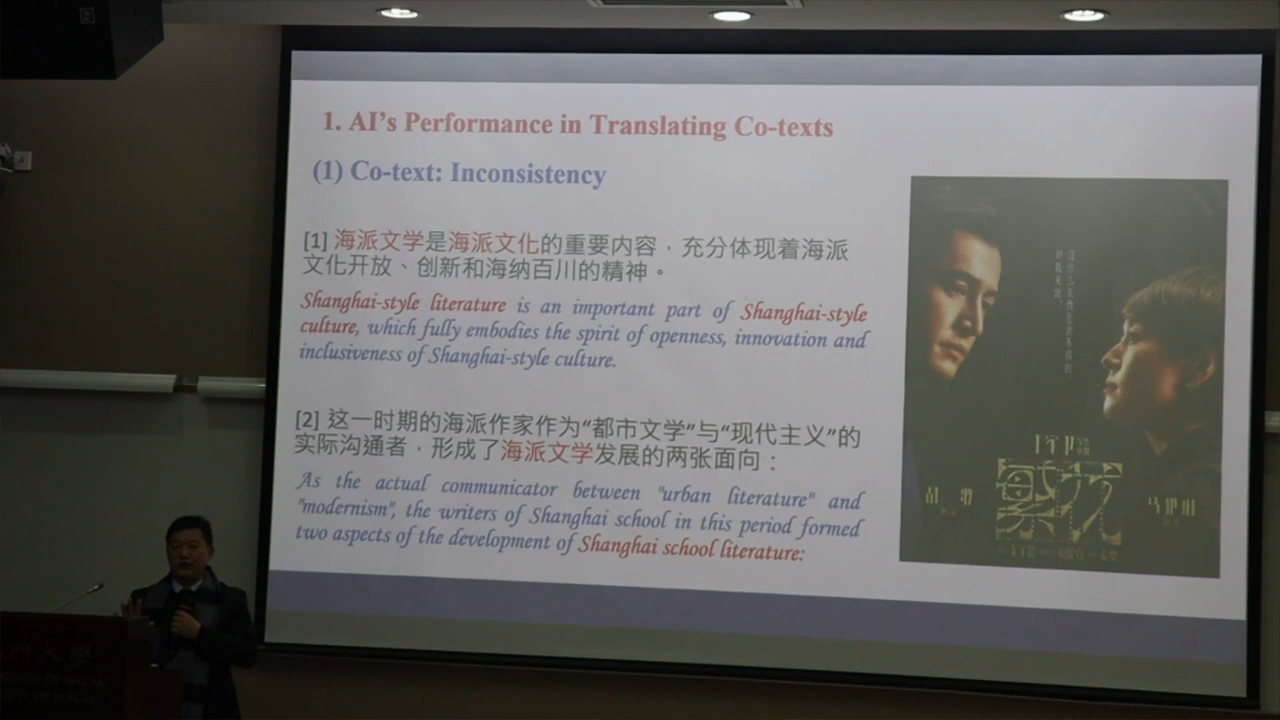 1. AI's Performance in Translating Co-texts
(1) Co-text: Inconsistency
[1] 海派文学是海派文化的重要内容，充分体现着海派
文化开放、创新和海纳百川的精神。
Shanghai-style literature is an important part of Shanghai-style
culture, which fully embodies the spirit of openness, innovation and
inclusiveness of Shanghai-style culture.
[2] 这一时期的海派作家作为“都市文学”与“现代主义”的
实际沟通者，形成了海派文学发展的两张面向：
As the actual communicator between "urban literature" and
"modernism", the writers of Shanghai school in this period formed
two aspects of the development of Shanghai school literature:
繁花
胡歌
大學